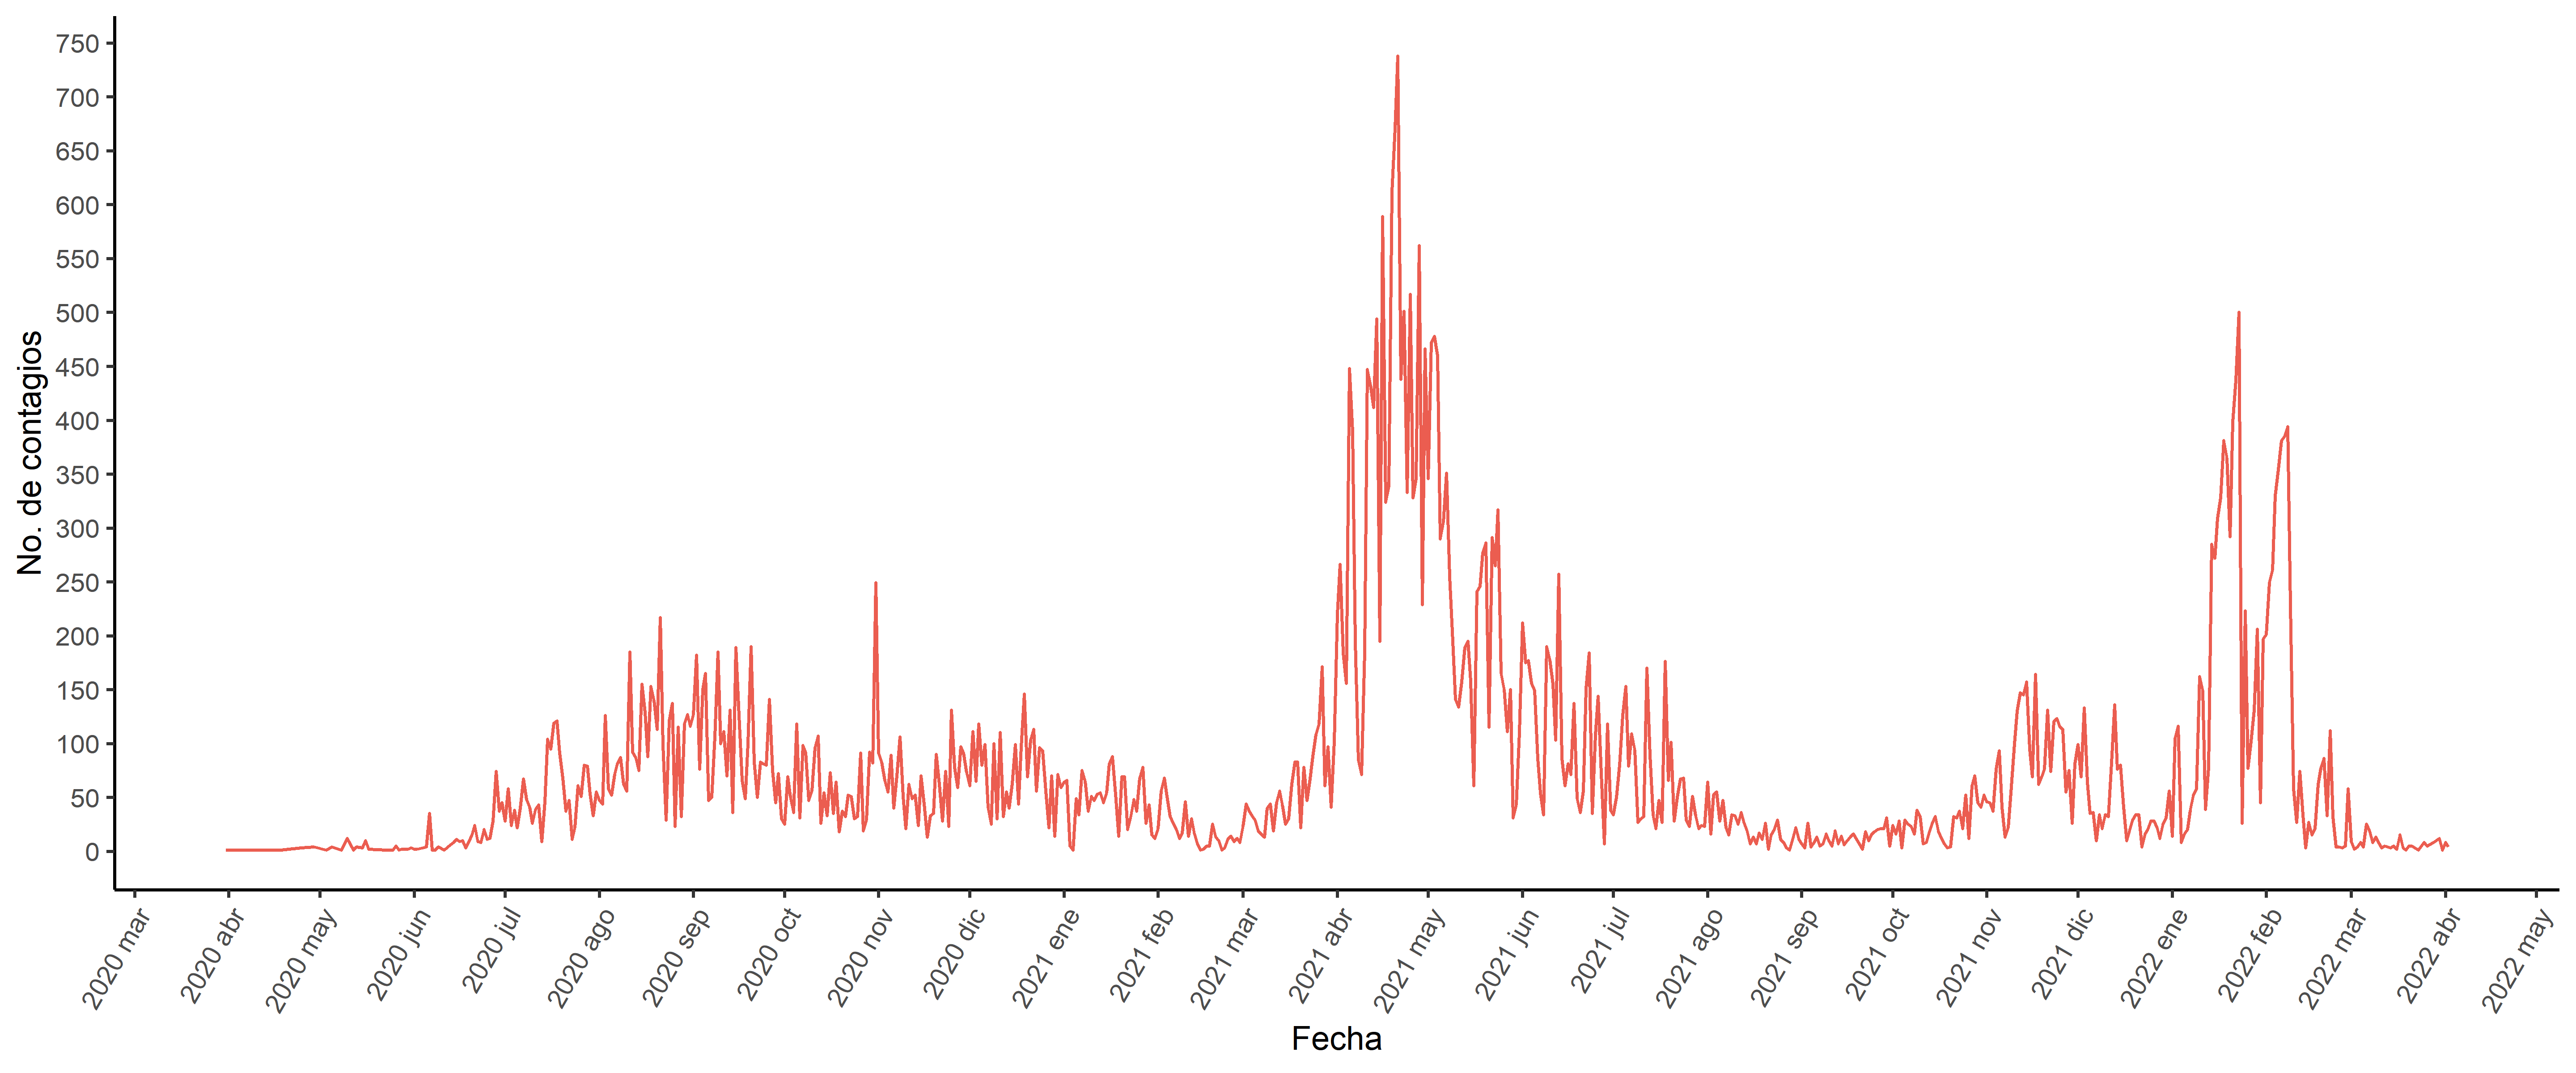 No. de contagios
750
700
650
600
550
500
450
400
350
300
250
200
150
100
50
0
2020 mar
2020 abr
2020 may
2020 jun
2020 jul
2020 ago
2020 sep
2020 oct
2020 nov
2020 dic
2021 ene
2021 feb
2021 mar
2021 abr
2021 may
2021 jun
2021 jul
2021 ago
2021 sep
2021 oct
2021 nov
2021 dic
2022 ene
2022 feb
2022 mar
2022 abr
2022 may
Fecha